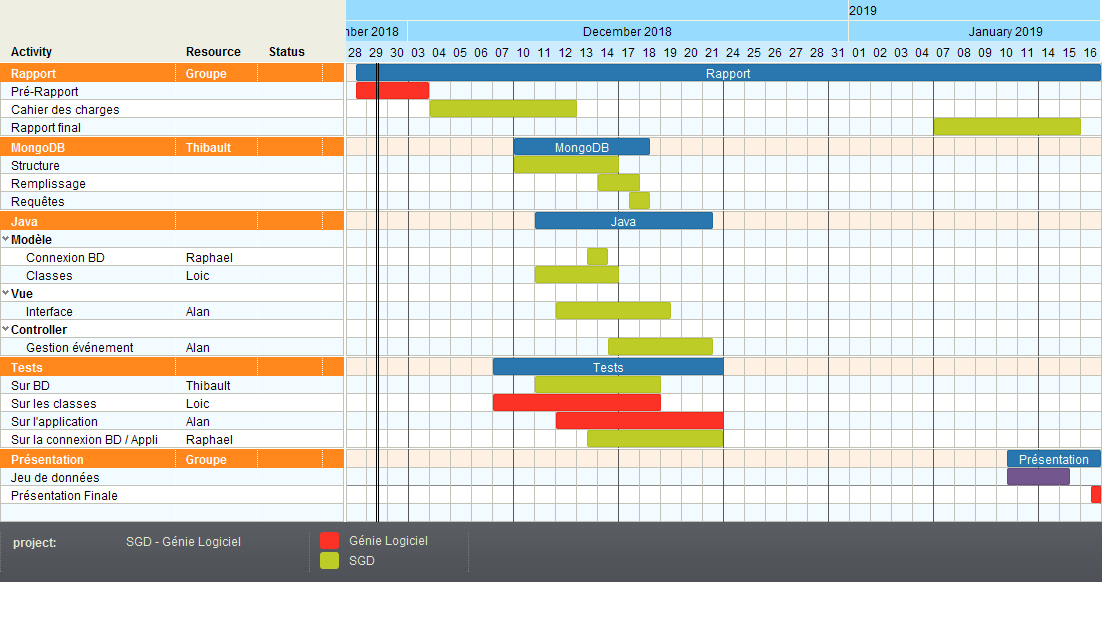 2019
nber 2018 December 2018 January 2019
Activity Resource Status 28 29 30 03 04 05 06 07 10 11 12 13 14 17 18 19 20 21 24 25 26 27 28 31 01 02 03 04 07 08 09 10 11 14 15 16
Rapport Groupe Rapport
Pré-Rapport
Cahier des charges
Rapport final
MongoDB Thibault MongoDB
Structure
Remplissage
Requêtes
Java Java
Modèle
Connexion BD Raphael
Classes Loic
Vue
Interface Alan
Controller
Gestion événement Alan
Tests Tests
Sur BD Thibault
Sur les classes Loic
Sur l'application Alan
Sur la connexion BD / Appli Raphael
Présentation Groupe Présentation
Jeu de données
Présentation Finale
project: SGD - Génie Logiciel Génie Logiciel
SGD